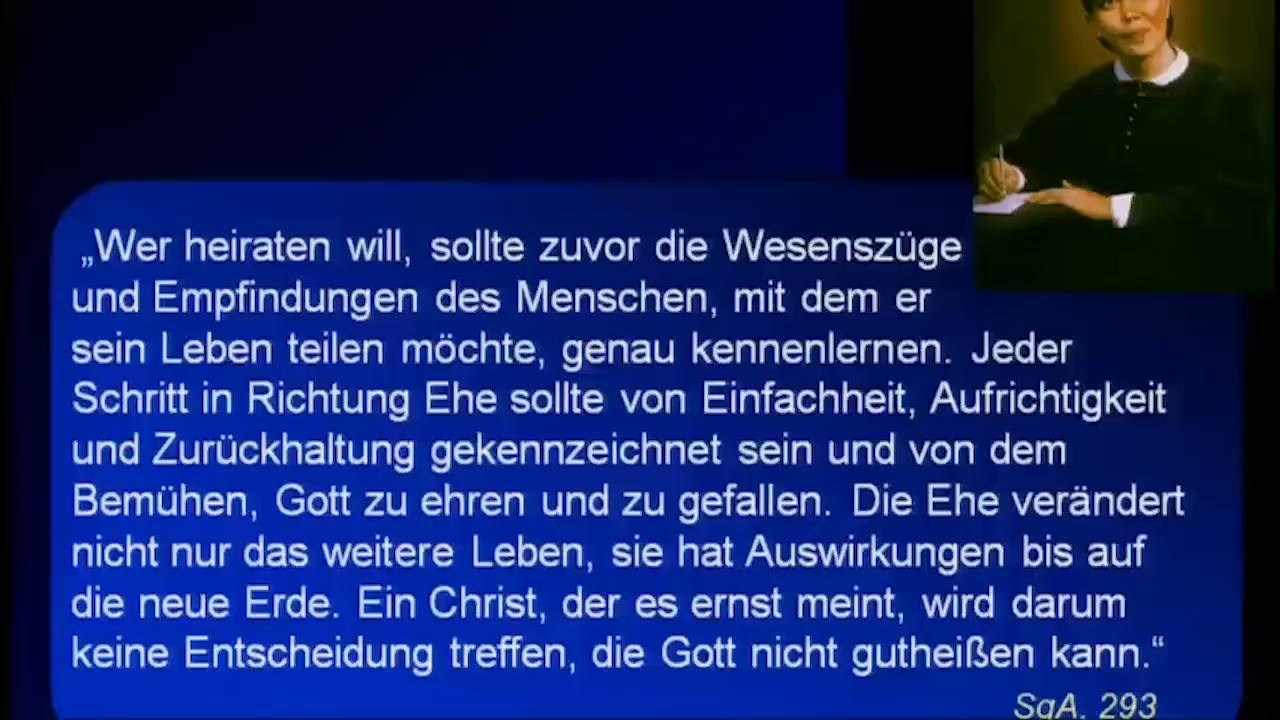 „Wer heiraten will, sollte zuvor die Wesenszüge
und Empfindungen des Menschen, mit dem er
sein Leben teilen möchte, genau kennenlernen. Jeder
Schritt in Richtung Ehe sollte von Einfachheit, Aufrichtigkeit
und Zurückhaltung gekennzeichnet sein und von dem
Bemühen, Gott zu ehren und zu gefallen. Die Ehe verändert
nicht nur das weitere Leben, sie hat Auswirkungen bis auf
die neue Erde. Ein Christ, der es ernst meint, wird darum
keine Entscheidung treffen, die Gott nicht gutheißen kann.“
SgA. 293